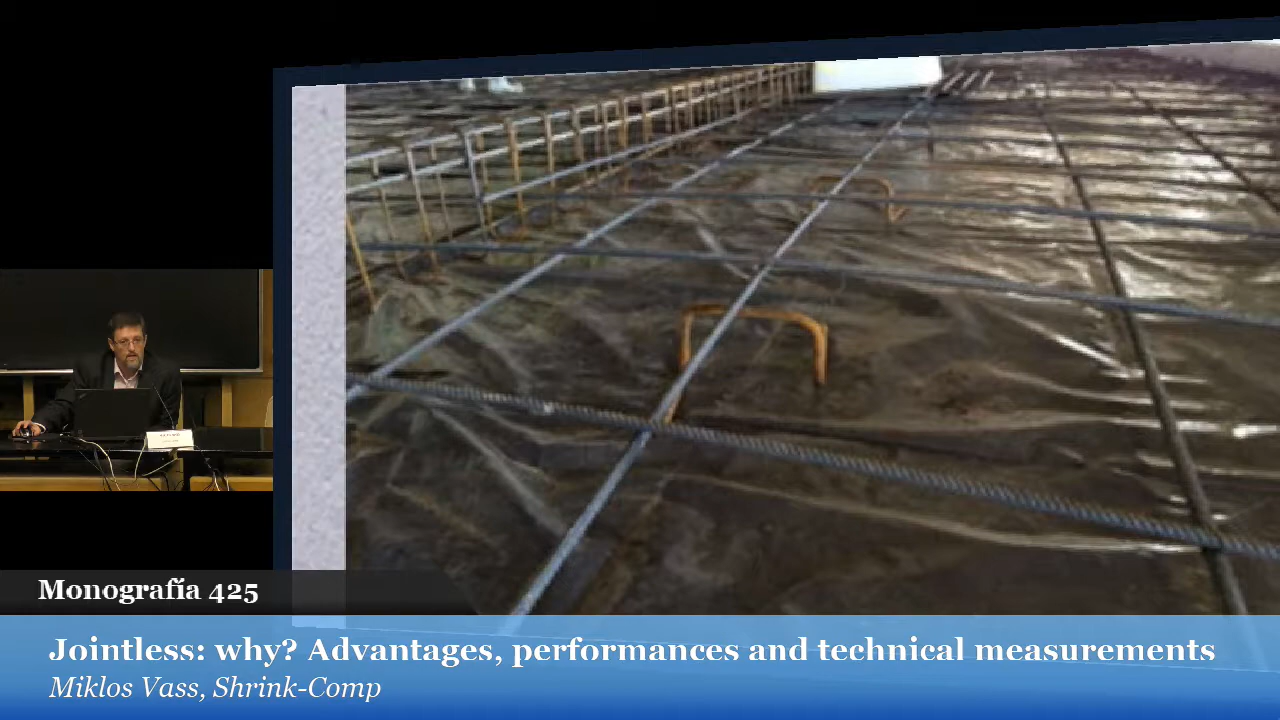 Monografía 425
Jointless: why? Advantages, performances and technical measurements
Miklos Vass, Shrink-Comp